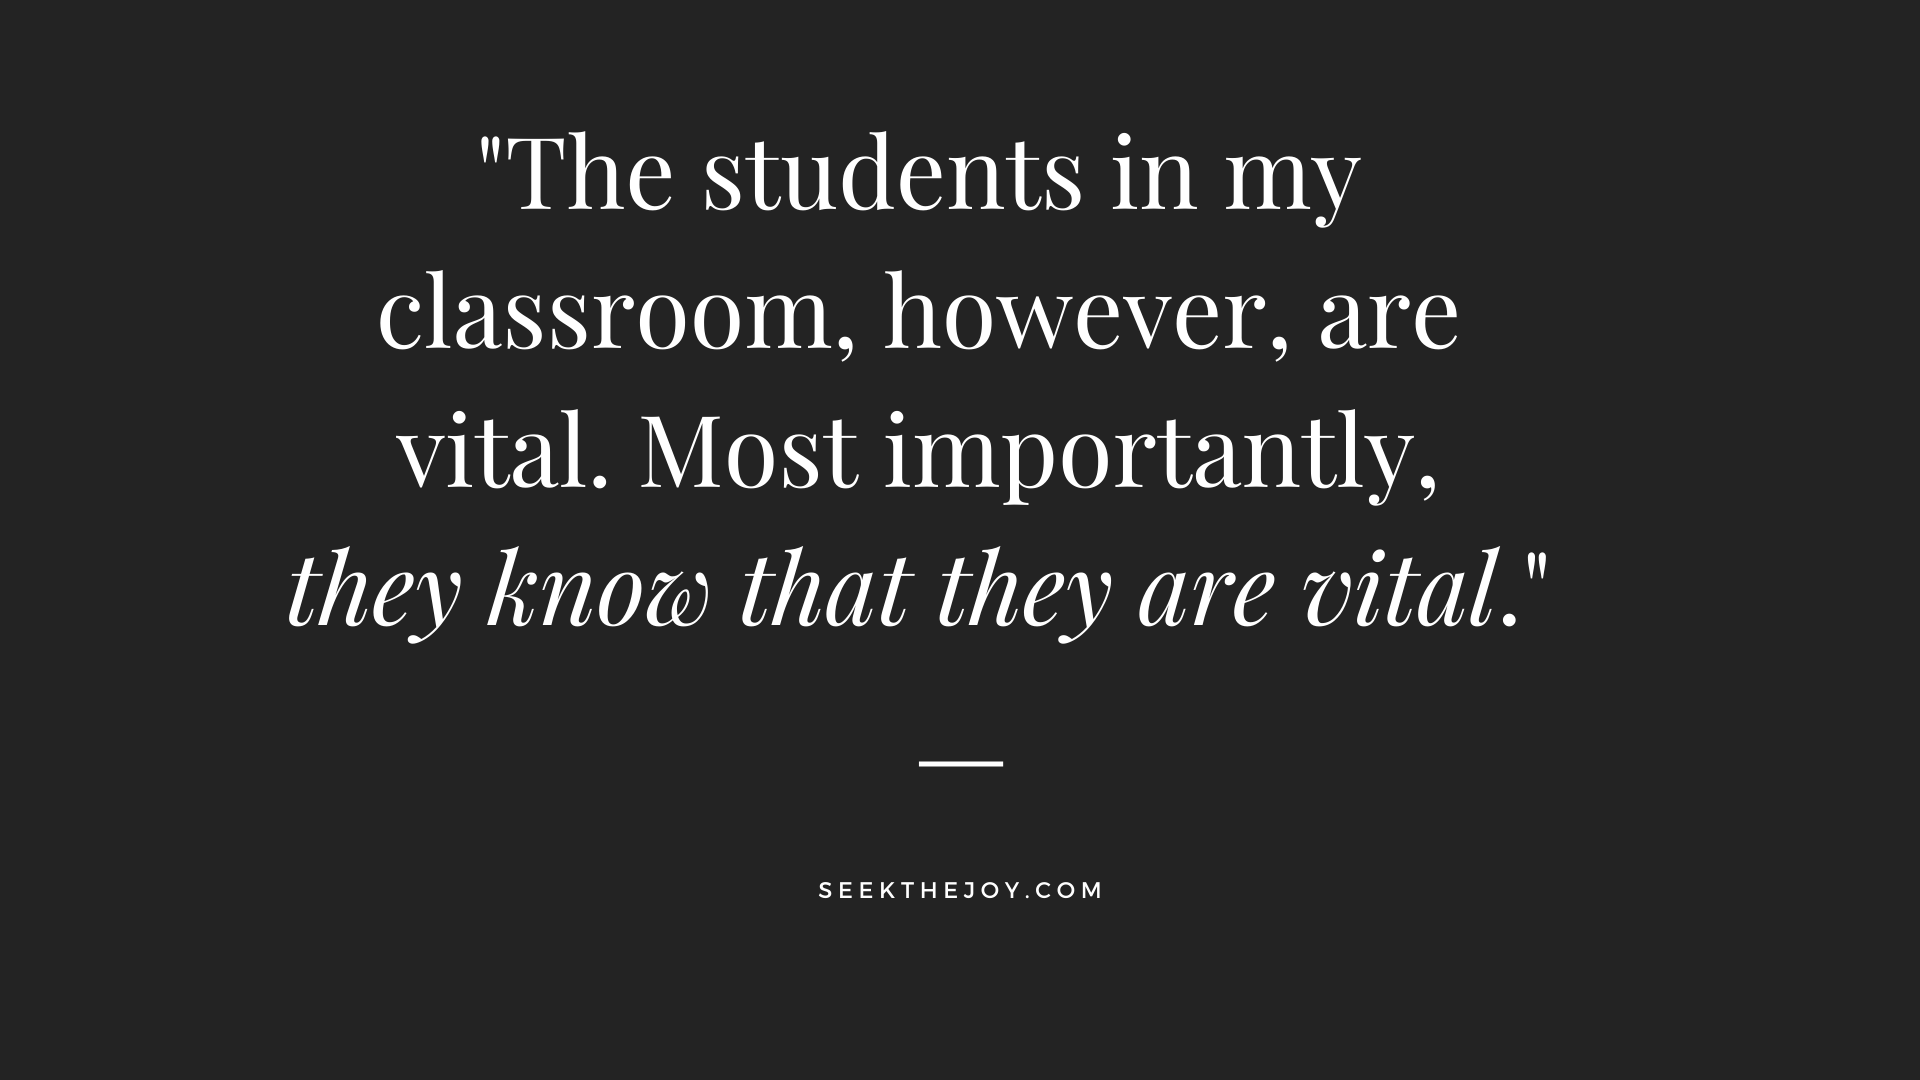 "The students in my
classroom, however, are
vital. Most importantly,
they know that they are vital."
SEEKTHEJOY.COM